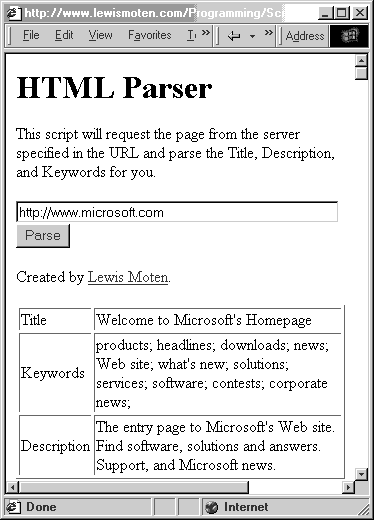 http://www.lewismoten.com/Programming/Sc
File Edit View Favorites Address
HTML Parser
This script will request the page from the server
specified in the URL and parse the Title, Description,
and Keywords for you.
http://www.microsoft.com
Parse
Created by Lewis Moten.
Title Welcome to Microsoft's Homepage
Keywords products; headlines; downloads; news;
Web site; what's new; solutions;
services; software; contests; corporate
news;
Description The entry page to Microsoft's Web site.
Find software, solutions and answers.
Support, and Microsoft news.
Done Internet